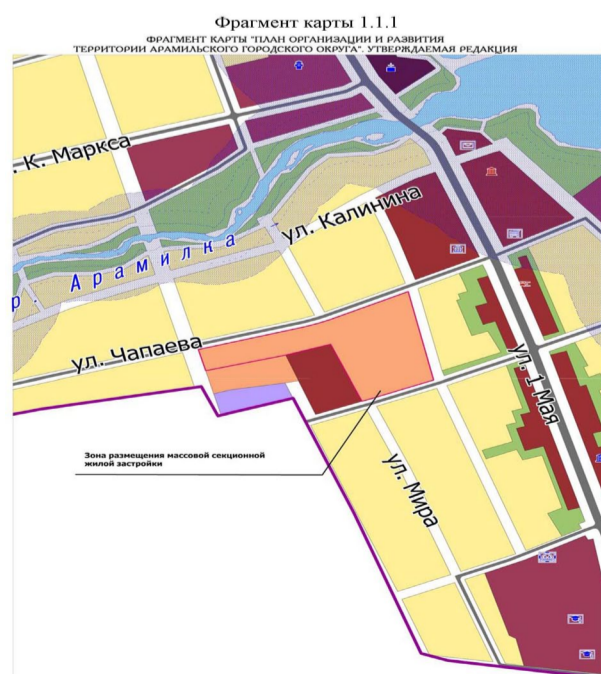 Фрагмент карты 1.1.1
ФРАГМЕНТ КАРТЫ "ПЛАН ОРГАНИЗАЦИИ И РАЗВИТИЯ
ТЕРРИТОРИИ АРАМИЛЬСКОГО ГОРОДСКОГО ОКРУГА". УТВЕРЖДАЕМАЯ РЕДАКЦИЯ
. К. Маркса
ул. Калинина
р. Арамилка
ул. Чапаева
ул. 1 Мая
Зона размещения массовой секционной
жилой застройки
ул. Мира